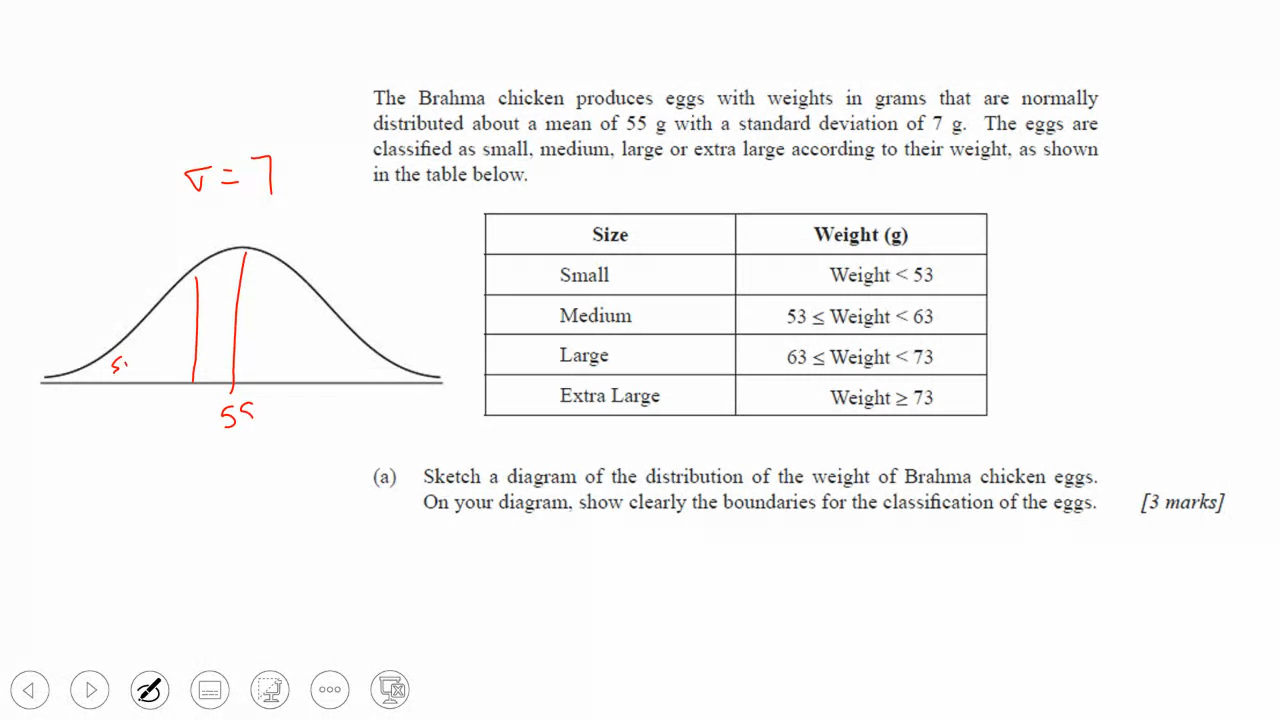 The Brahma chicken produces eggs with weights in grams that are normally
distributed about a mean of 55 g with a standard deviation of 7 g. The eggs are
classified as small, medium, large or extra large according to their weight, as shown
in the table below.
σ = 7
Size Weight (g)
Small Weight < 53
Medium 53 ≤ Weight < 63
Large 63 ≤ Weight < 73
Extra Large Weight ≥ 73
55
(a) Sketch a diagram of the distribution of the weight of Brahma chicken eggs.
On your diagram, show clearly the boundaries for the classification of the eggs. [3 marks]